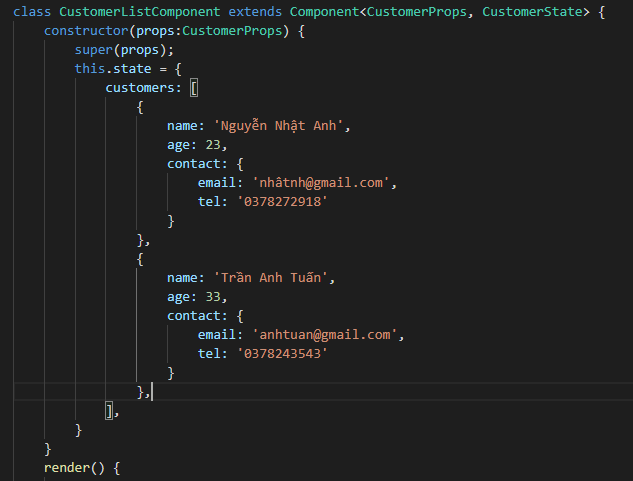 class CustomerListComponent extends Component<CustomerProps, CustomerState> {
    constructor(props:CustomerProps) {
        super(props);
        this.state = {
            customers: [
                {
                    name: 'Nguyễn Nhật Anh',
                    age: 23,
                    contact: {
                        email: 'nhâtnh@gmail.com',
                        tel: '0378272918'
                    }
                },
                {
                    name: 'Trần Anh Tuấn',
                    age: 33,
                    contact: {
                        email: 'anhtuan@gmail.com',
                        tel: '0378243543'
                    }
                },
            ],
        }
    }
    render() {